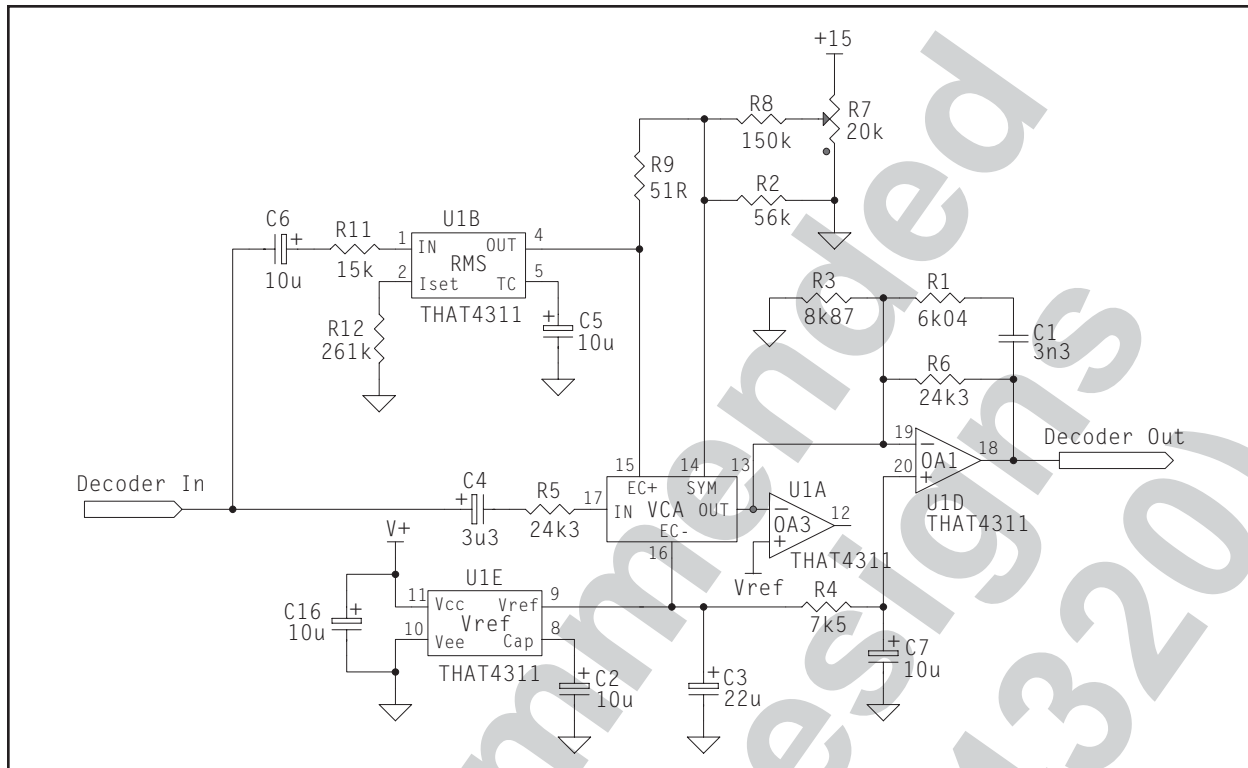 +15
R8
150k
R7
20k
R9
51R
R2
56k
C6
10u
R11
15k
U1B
1 IN OUT 4
RMS
2 Iset TC 5
THAT4311
R12
261k
C5
10u
R3
8k87
R1
6k04
C1
3n3
R6
24k3
Decoder In
C4
3u3
R5
24k3
15 14 13
17
EC+ SYM
IN VCA OUT
EC-
16
U1A
OA3
12
THAT4311
Vref
19
20
OA1
18
U1D
THAT4311
Decoder Out
V+
C16
10u
U1E
11 Vcc Vref 9
Vref
10 Vee Cap 8
THAT4311
C2
10u
C3
22u
R4
7k5
C7
10u
mmended
esigns
4320)